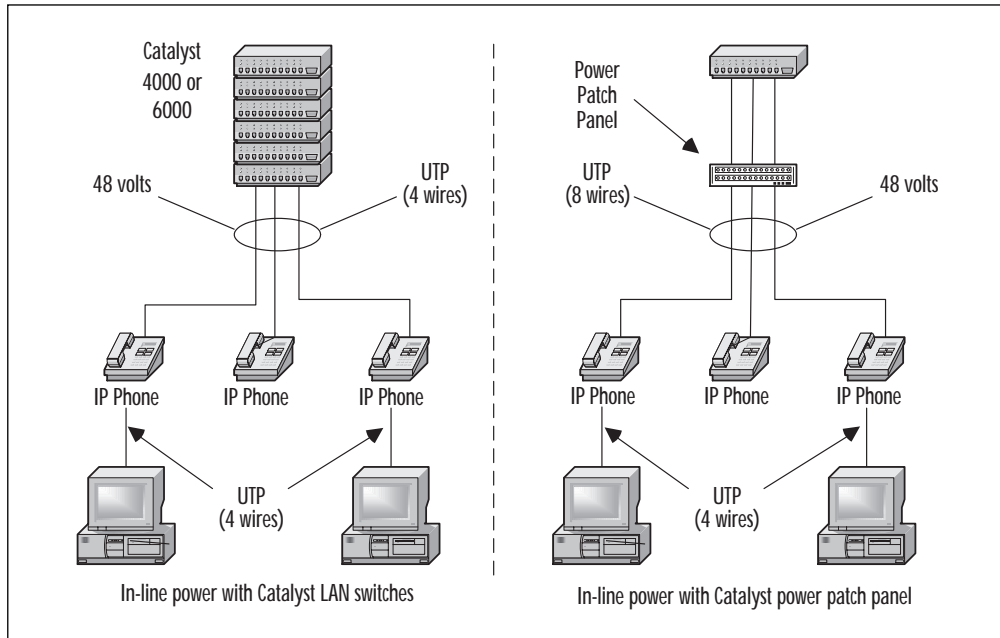 Catalyst
4000 or
6000
48 volts
UTP
(4 wires)
IP Phone
IP Phone
IP Phone
UTP
(4 wires)
In-line power with Catalyst LAN switches
Power
Patch
Panel
UTP
(8 wires)
48 volts
IP Phone
IP Phone
IP Phone
UTP
(4 wires)
In-line power with Catalyst power patch panel